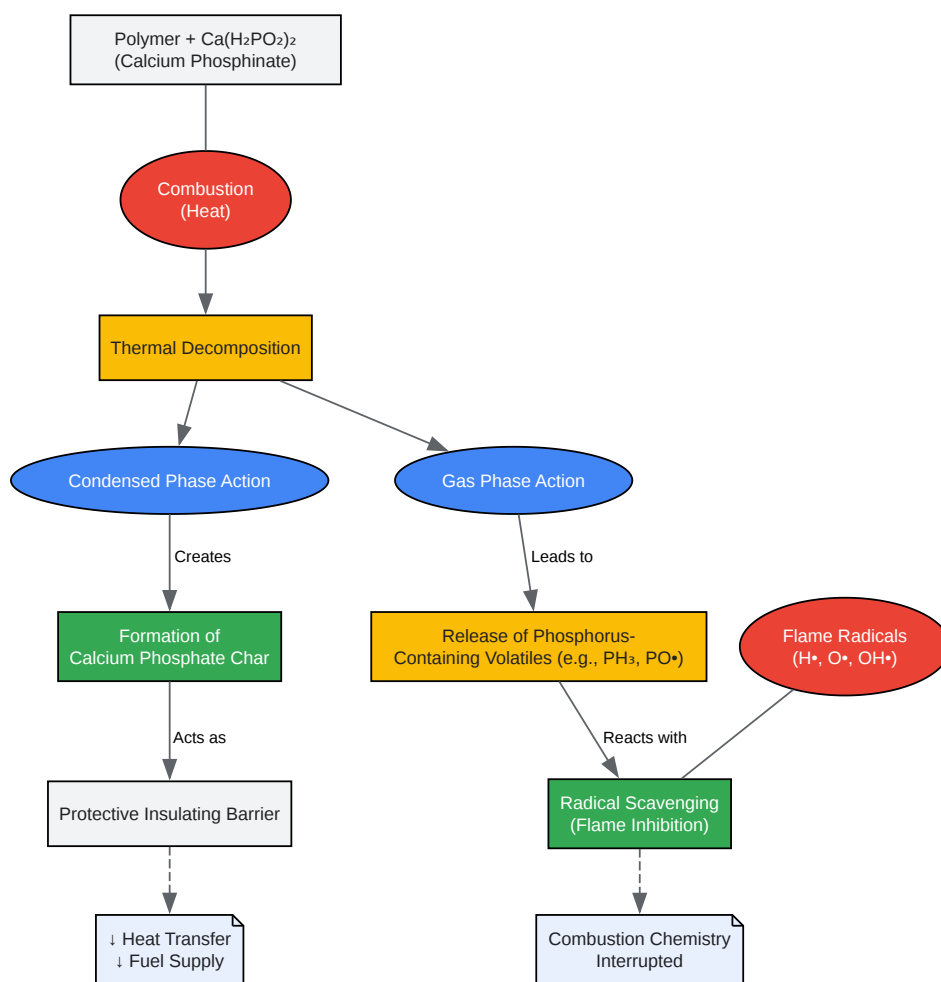 Polymer + Ca(H₂PO₂)₂
(Calcium Phosphinate)
Combustion
(Heat)
Thermal Decomposition
Condensed Phase Action
Gas Phase Action
Creates
Leads to
Formation of
Calcium Phosphate Char
Release of Phosphorus-
Containing Volatiles (e.g., PH₃, PO•)
Flame Radicals
(H•, O•, OH•)
Acts as
Reacts with
Protective Insulating Barrier
Radical Scavenging
(Flame Inhibition)
↓ Heat Transfer
↓ Fuel Supply
Combustion Chemistry
Interrupted